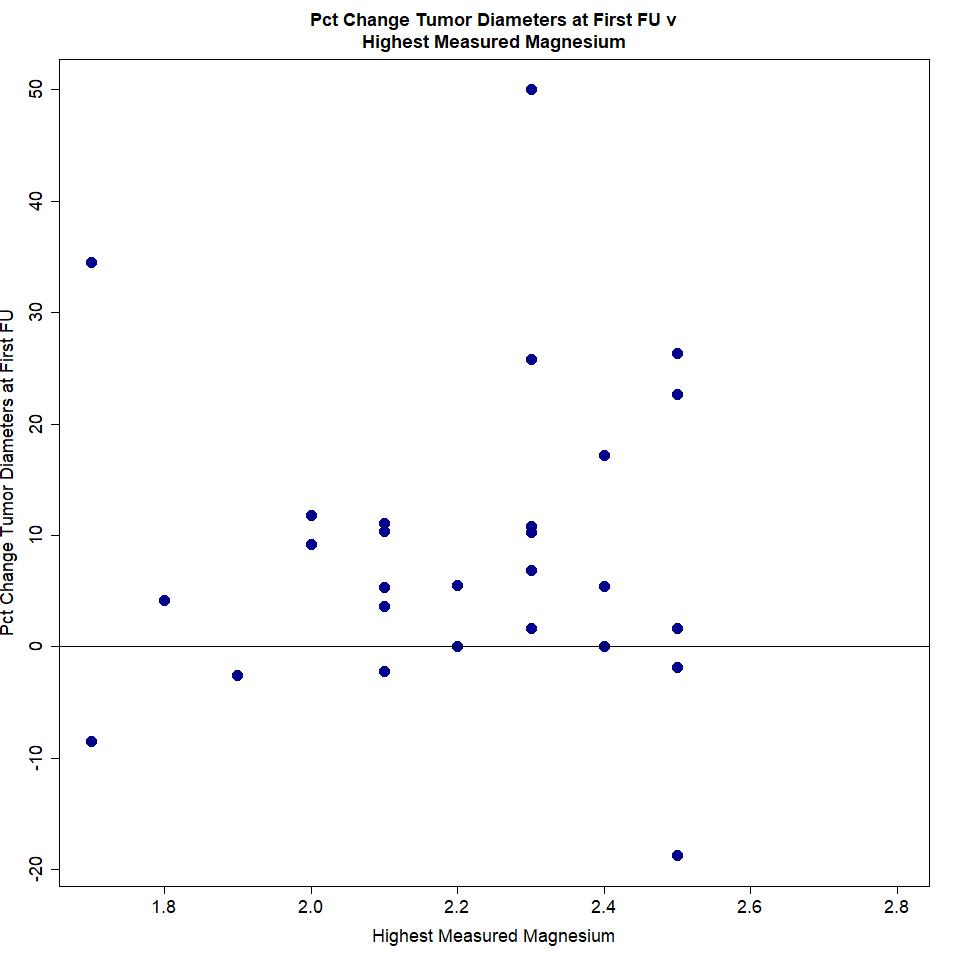 Pct Change Tumor Diameters at First FU v
Highest Measured Magnesium
Pct Change Tumor Diameters at First FU
50
40
30
20
10
0
-10
-20
1.8 2.0 2.2 2.4 2.6 2.8
Highest Measured Magnesium